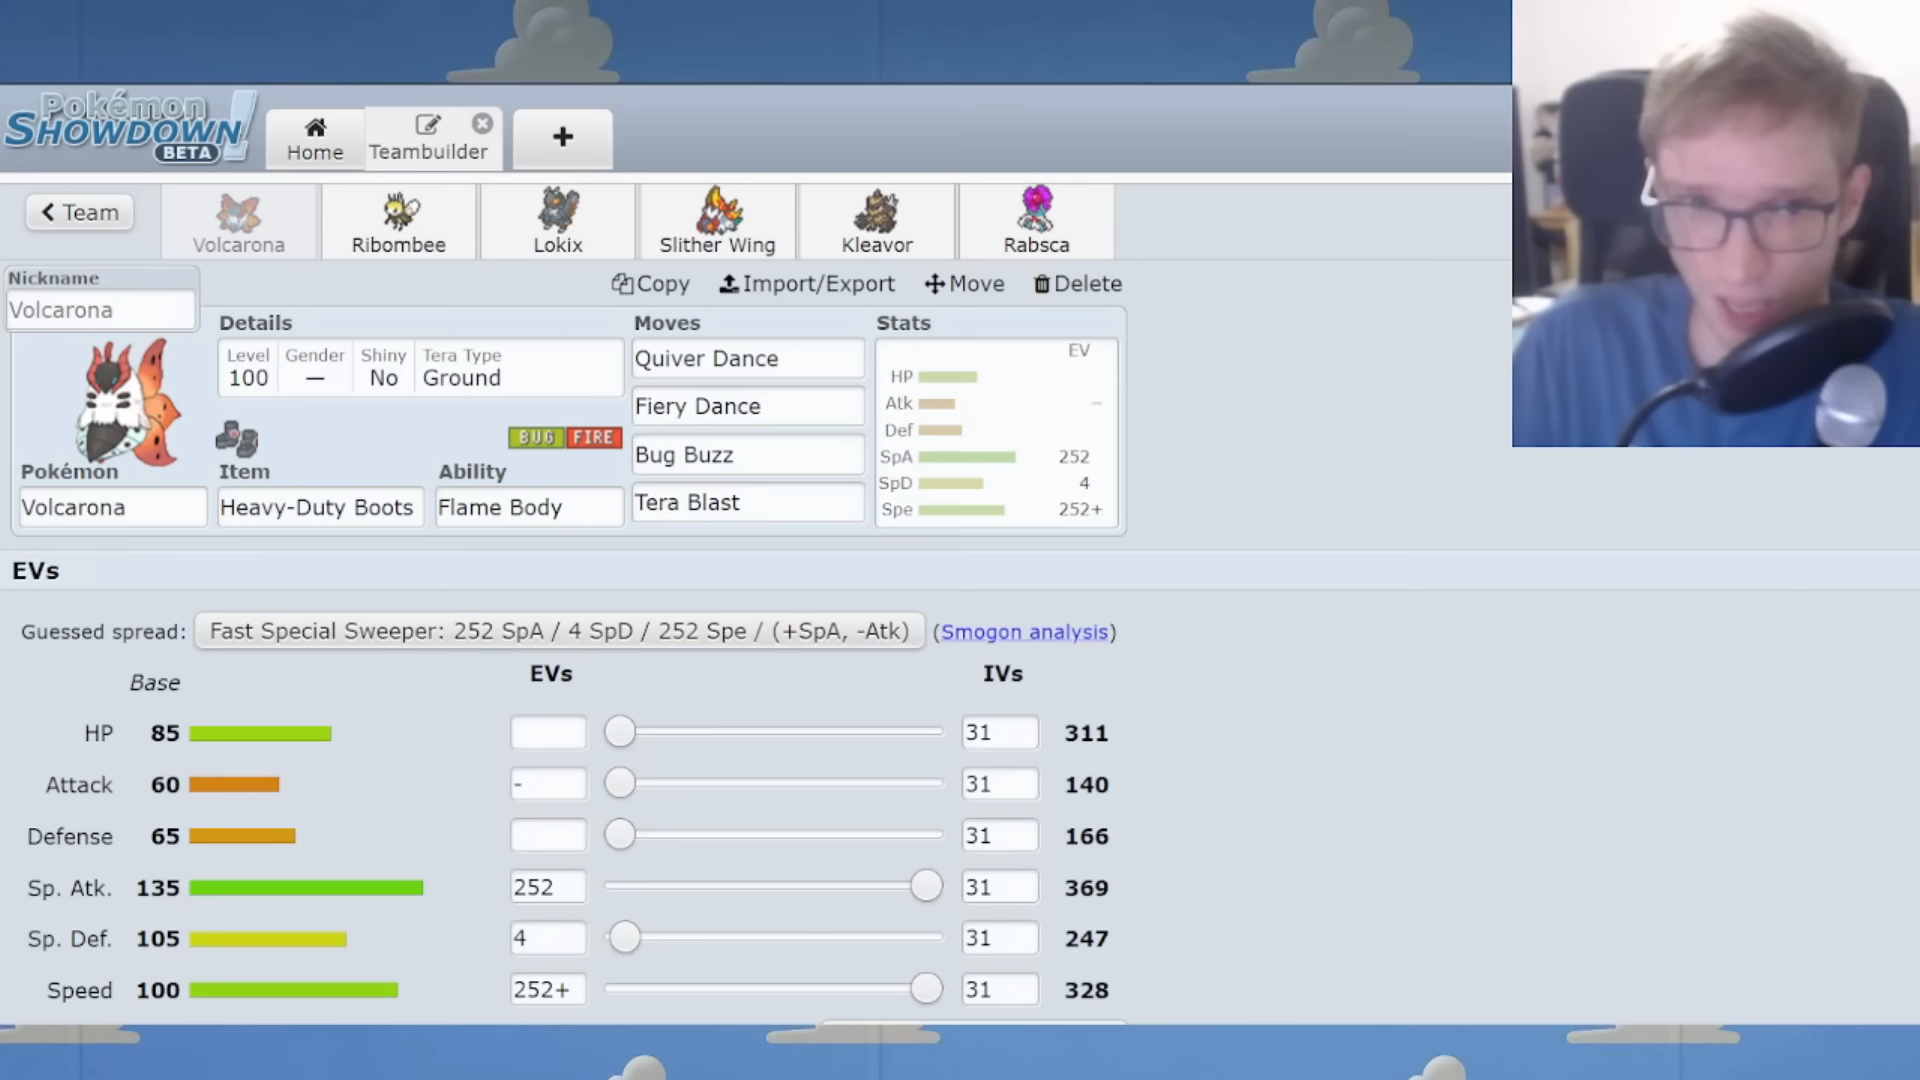 Pokémon
SHOWDOWN!
BETA
Home
Teambuilder
+
Team
Volcarona
Ribombee
Lokix
Slither Wing
Kleavor
Rabsca
Nickname
Volcarona
Copy
Import/Export
Move
Delete
Details
Level
100
Gender
—
Shiny
No
Tera Type
Ground
BUG FIRE
Pokémon
Volcarona
Item
Heavy-Duty Boots
Ability
Flame Body
Moves
Quiver Dance
Fiery Dance
Bug Buzz
Tera Blast
Stats
EV
HP
Atk –
Def
SpA 252
SpD 4
Spe 252+
EVs
Guessed spread: Fast Special Sweeper: 252 SpA / 4 SpD / 252 Spe / (+SpA, -Atk) (Smogon analysis)
Base EVs IVs
HP 85 31 311
Attack 60 - 31 140
Defense 65 31 166
Sp. Atk. 135 252 31 369
Sp. Def. 105 4 31 247
Speed 100 252+ 31 328